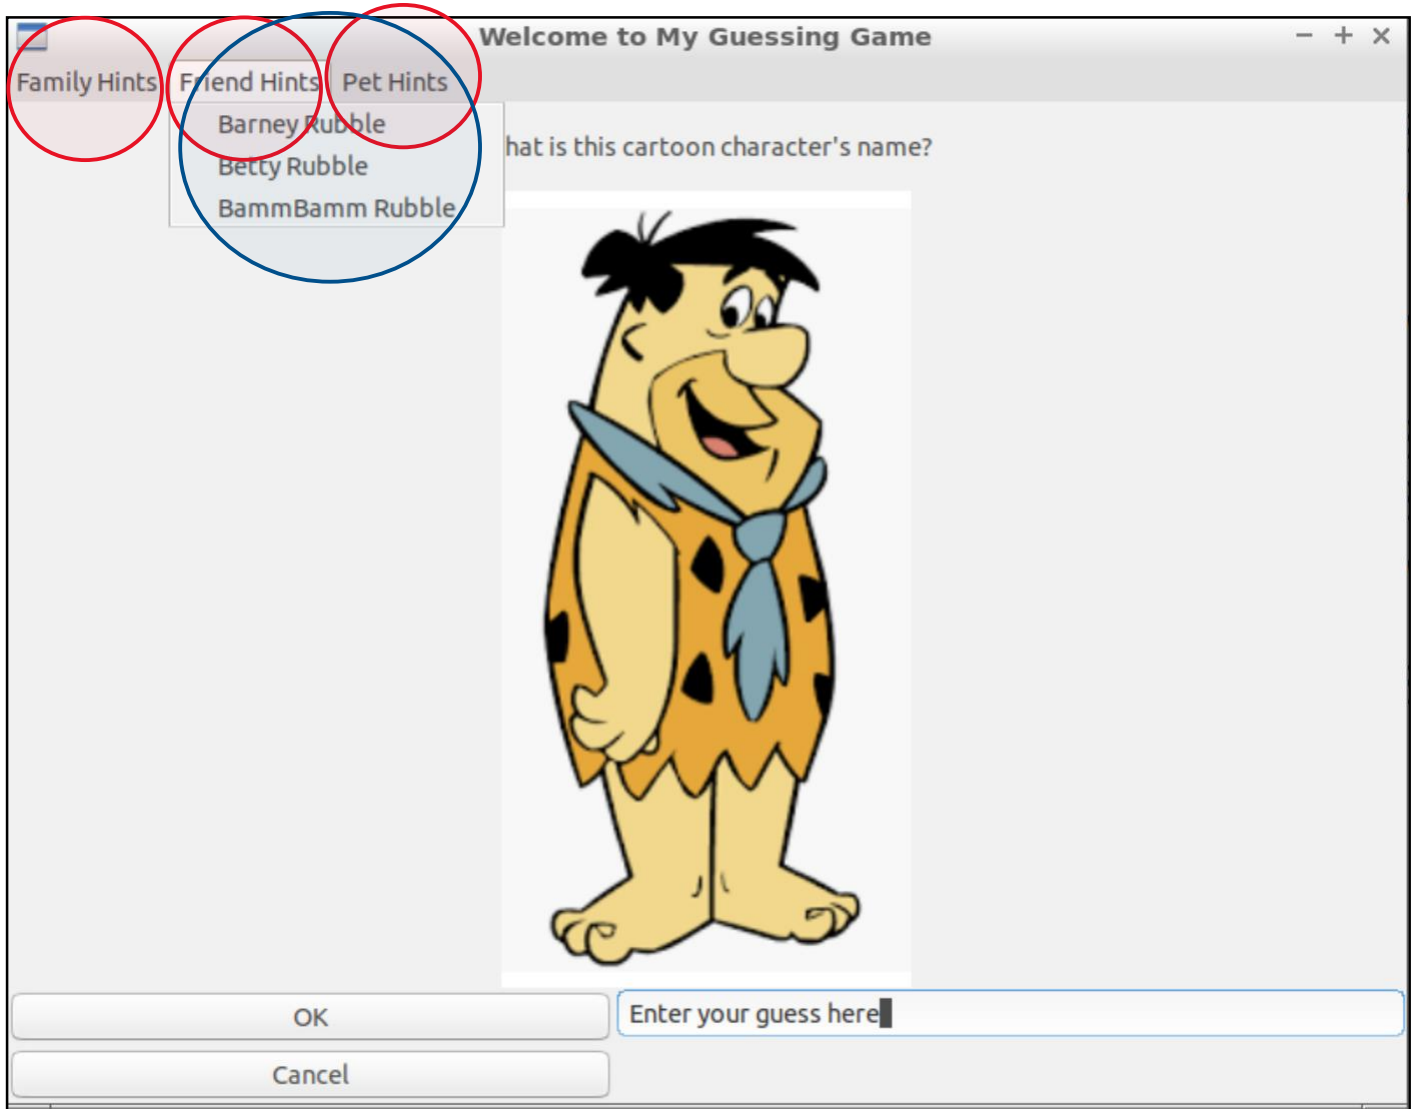 Welcome to My Guessing Game
Family Hints Friend Hints Pet Hints
Barney Rubble
hat is this cartoon character's name?
Betty Rubble
BammBamm Rubble
OK
Enter your guess here
Cancel